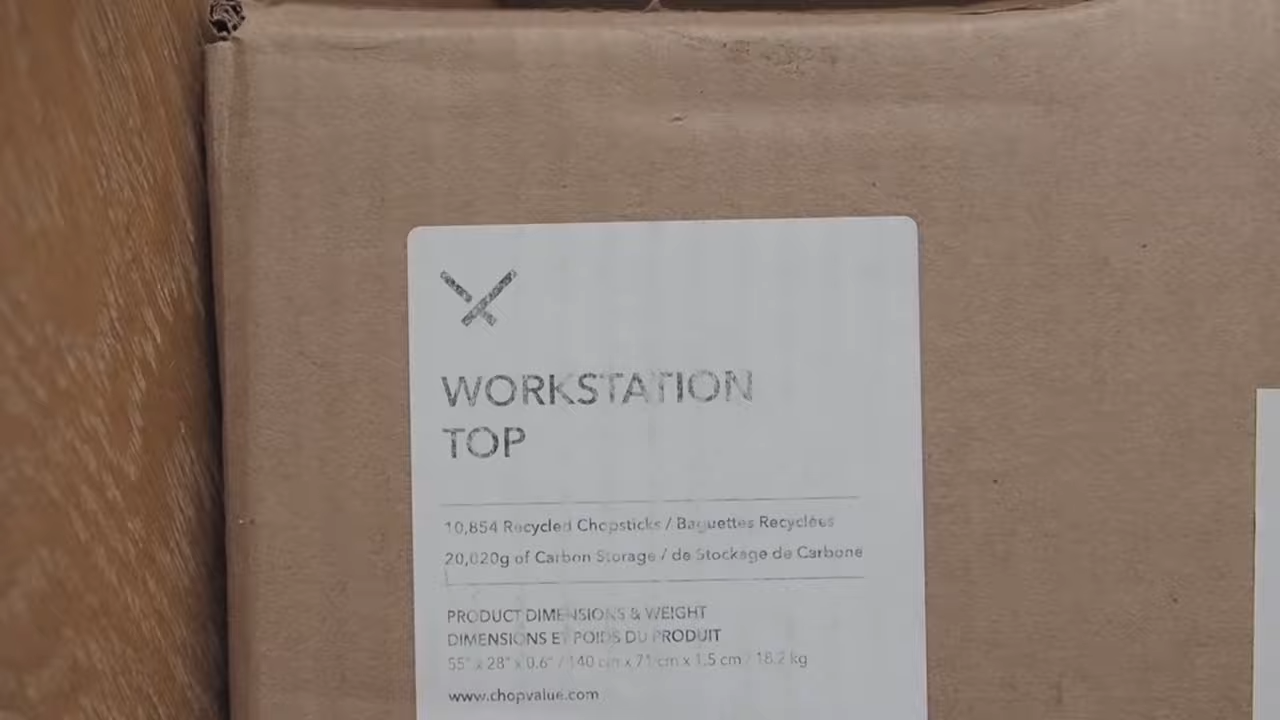 WORKSTATION
TOP
10,854 Recycled Chopsticks / Baguettes Recyclées
20,020g of Carbon Storage / de Stockage de Carbone
PRODUCT DIMENSIONS & WEIGHT
DIMENSIONS ET POIDS DU PRODUIT
55" x 28" x 0.6" / 140 cm x 71 cm x 1.5 cm / 18.2 kg
www.chopvalue.com